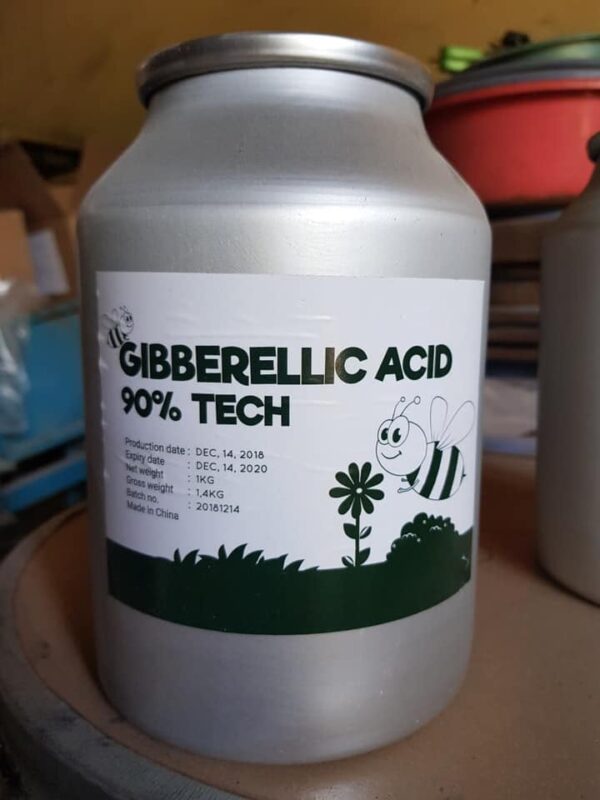 GIBBERELLIC ACID
90% TECH
Production date : DEC, 14, 2018
Expiry date : DEC, 14, 2020
Net weight : 1KG
Gross weight : 1,4KG
Batch no. : 20181214
Made In China